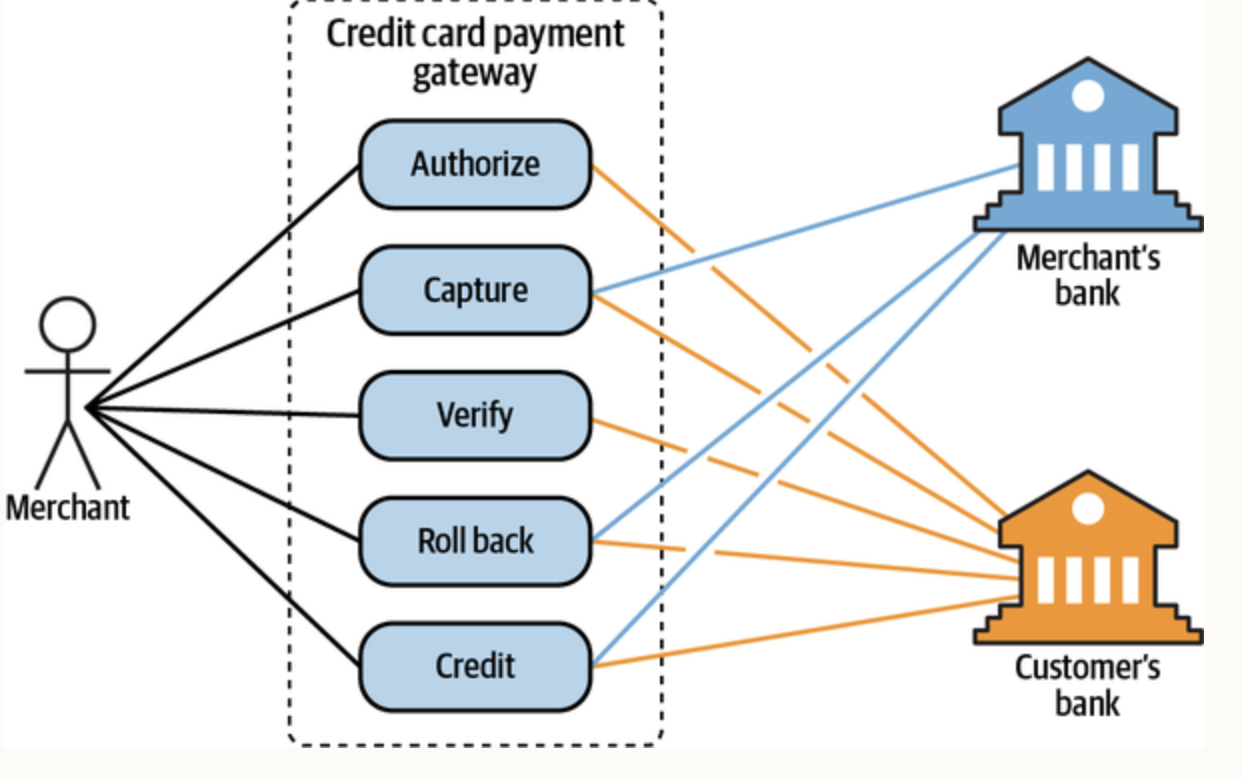 Credit card payment
gateway
Authorize
Capture
Verify
Roll back
Credit
Merchant
Merchant's
bank
Customer's
bank